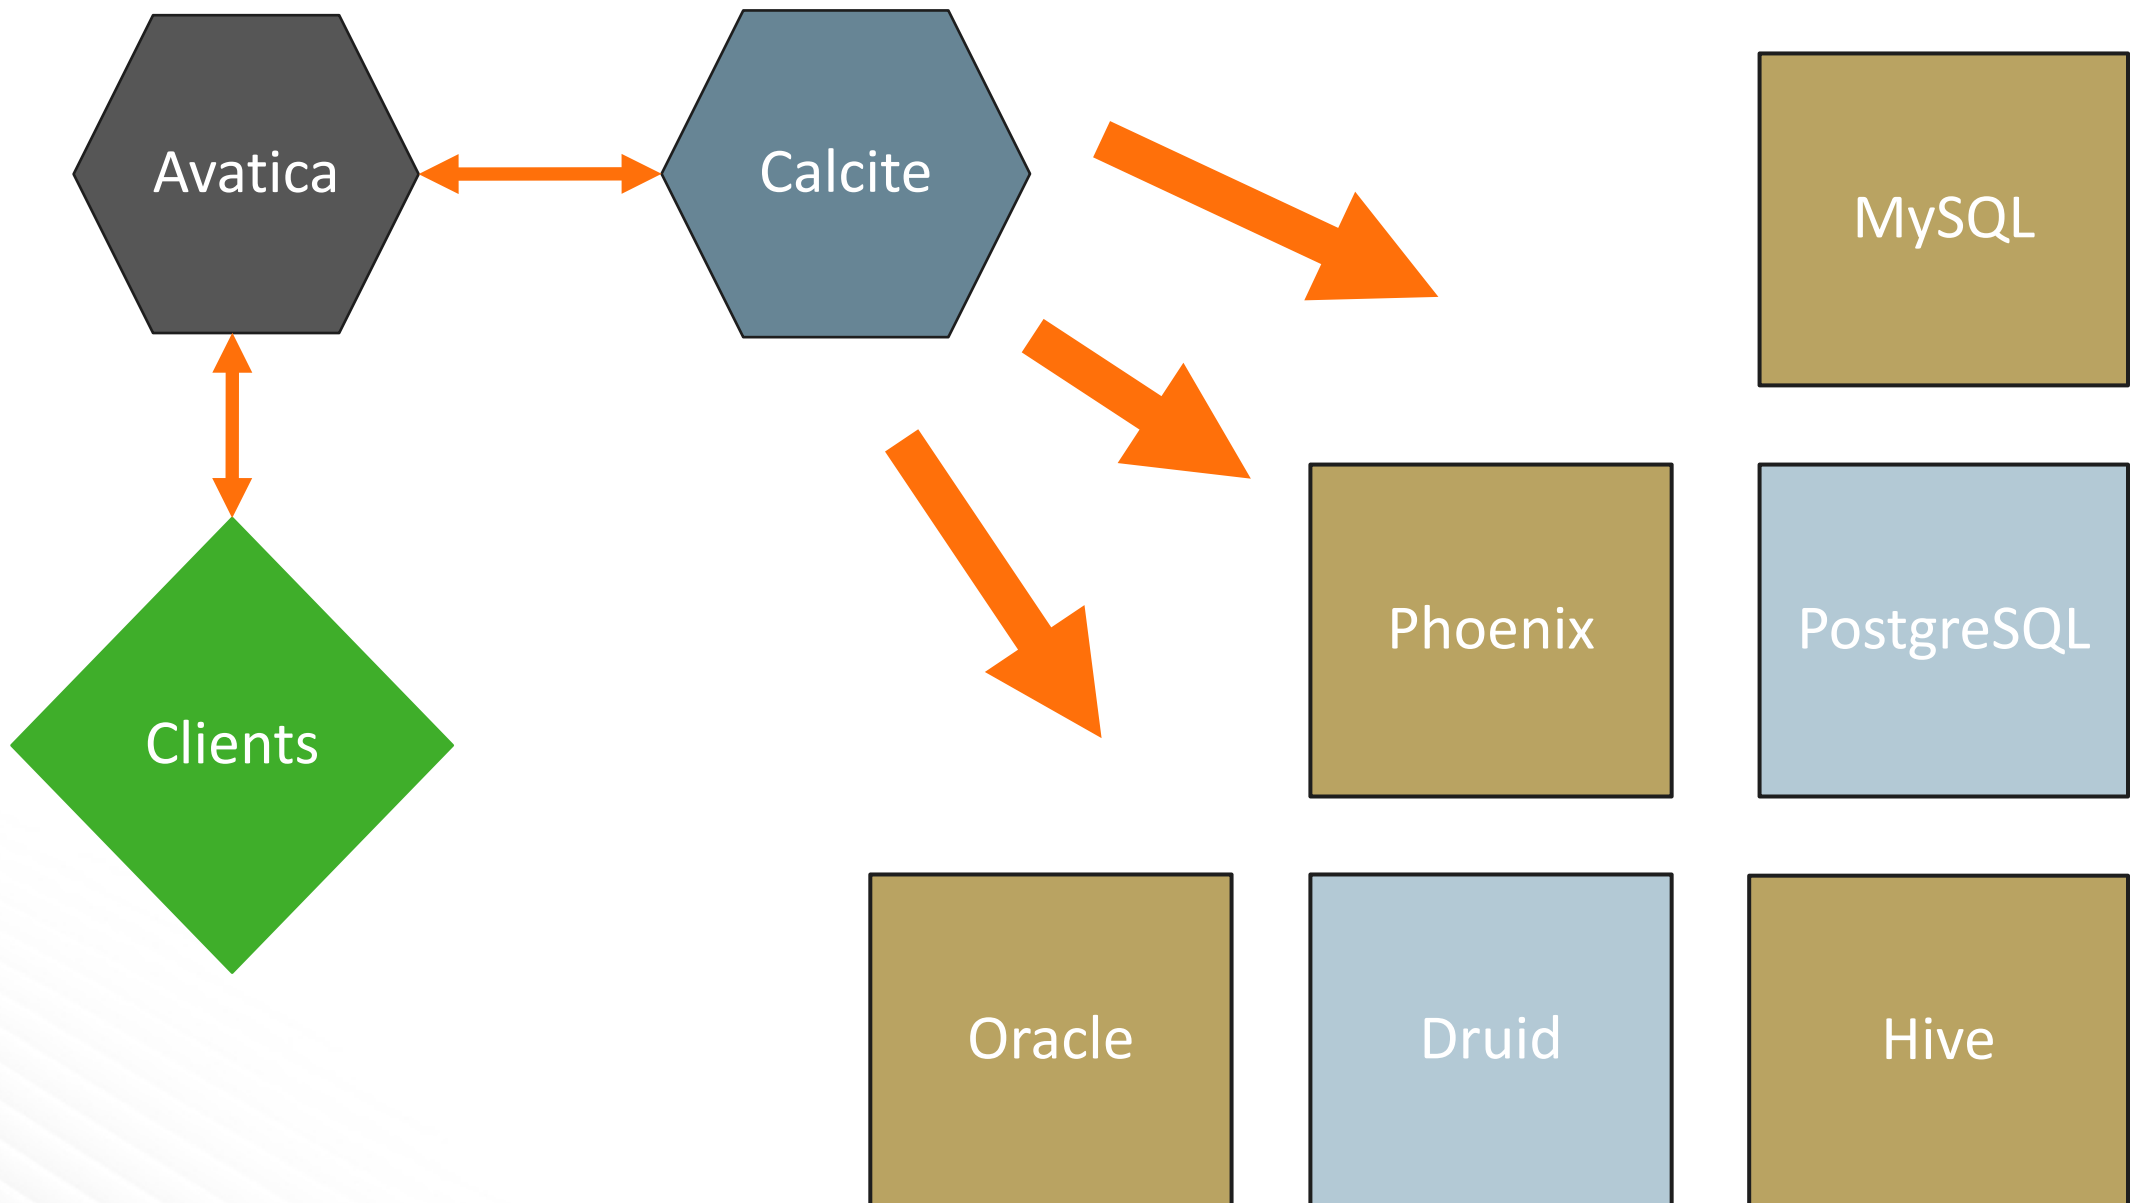 Avatica
Calcite
MySQL
Phoenix
PostgreSQL
Clients
Oracle
Druid
Hive